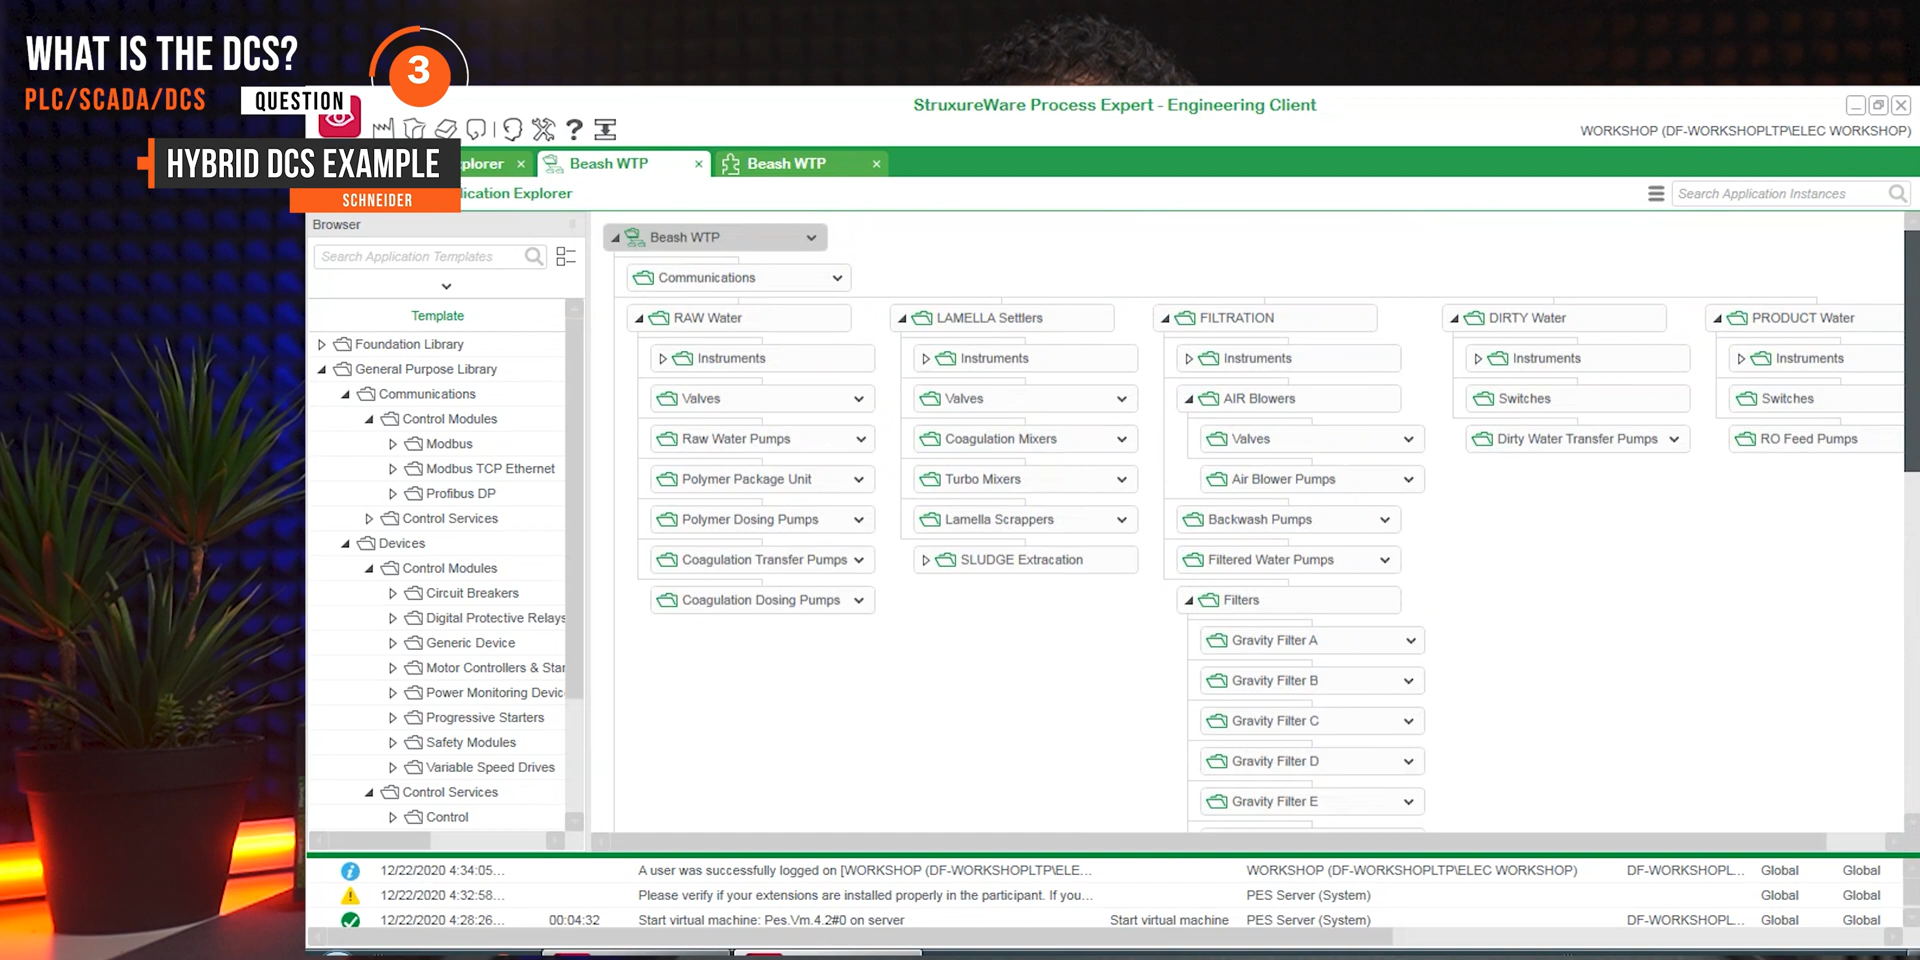 WHAT IS THE DCS?
PLC/SCADA/DCS
QUESTION
3
HYBRID DCS EXAMPLE
SCHNEIDER
StruxureWare Process Expert - Engineering Client
WORKSHOP (DF-WORKSHOPLTP\ELEC WORKSHOP)
plorer
Beash WTP
Beash WTP
lication Explorer
Search Application Instances
Browser
Search Application Templates
Template
Foundation Library
General Purpose Library
Communications
Control Modules
Modbus
Modbus TCP Ethernet
Profibus DP
Control Services
Devices
Control Modules
Circuit Breakers
Digital Protective Relays
Generic Device
Motor Controllers & Star
Power Monitoring Devic
Progressive Starters
Safety Modules
Variable Speed Drives
Control Services
Control
Beash WTP
Communications
RAW Water
Instruments
Valves
Raw Water Pumps
Polymer Package Unit
Polymer Dosing Pumps
Coagulation Transfer Pumps
Coagulation Dosing Pumps
LAMELLA Settlers
Instruments
Valves
Coagulation Mixers
Turbo Mixers
Lamella Scrappers
SLUDGE Extracation
FILTRATION
Instruments
AIR Blowers
Valves
Air Blower Pumps
Backwash Pumps
Filtered Water Pumps
Filters
Gravity Filter A
Gravity Filter B
Gravity Filter C
Gravity Filter D
Gravity Filter E
DIRTY Water
Instruments
Switches
Dirty Water Transfer Pumps
PRODUCT Water
Instruments
Switches
RO Feed Pumps
12/22/2020 4:34:05... A user was successfully logged on [WORKSHOP (DF-WORKSHOPLTP\ELE... WORKSHOP (DF-WORKSHOPLTP\ELEC WORKSHOP) DF-WORKSHOPL... Global Global
12/22/2020 4:32:58... Please verify if your extensions are installed properly in the participant. If you... PES Server (System) Global Global
12/22/2020 4:28:26... 00:04:32 Start virtual machine: Pes.Vm.4.2#0 on server Start virtual machine PES Server (System) DF-WORKSHOPL... Global Global